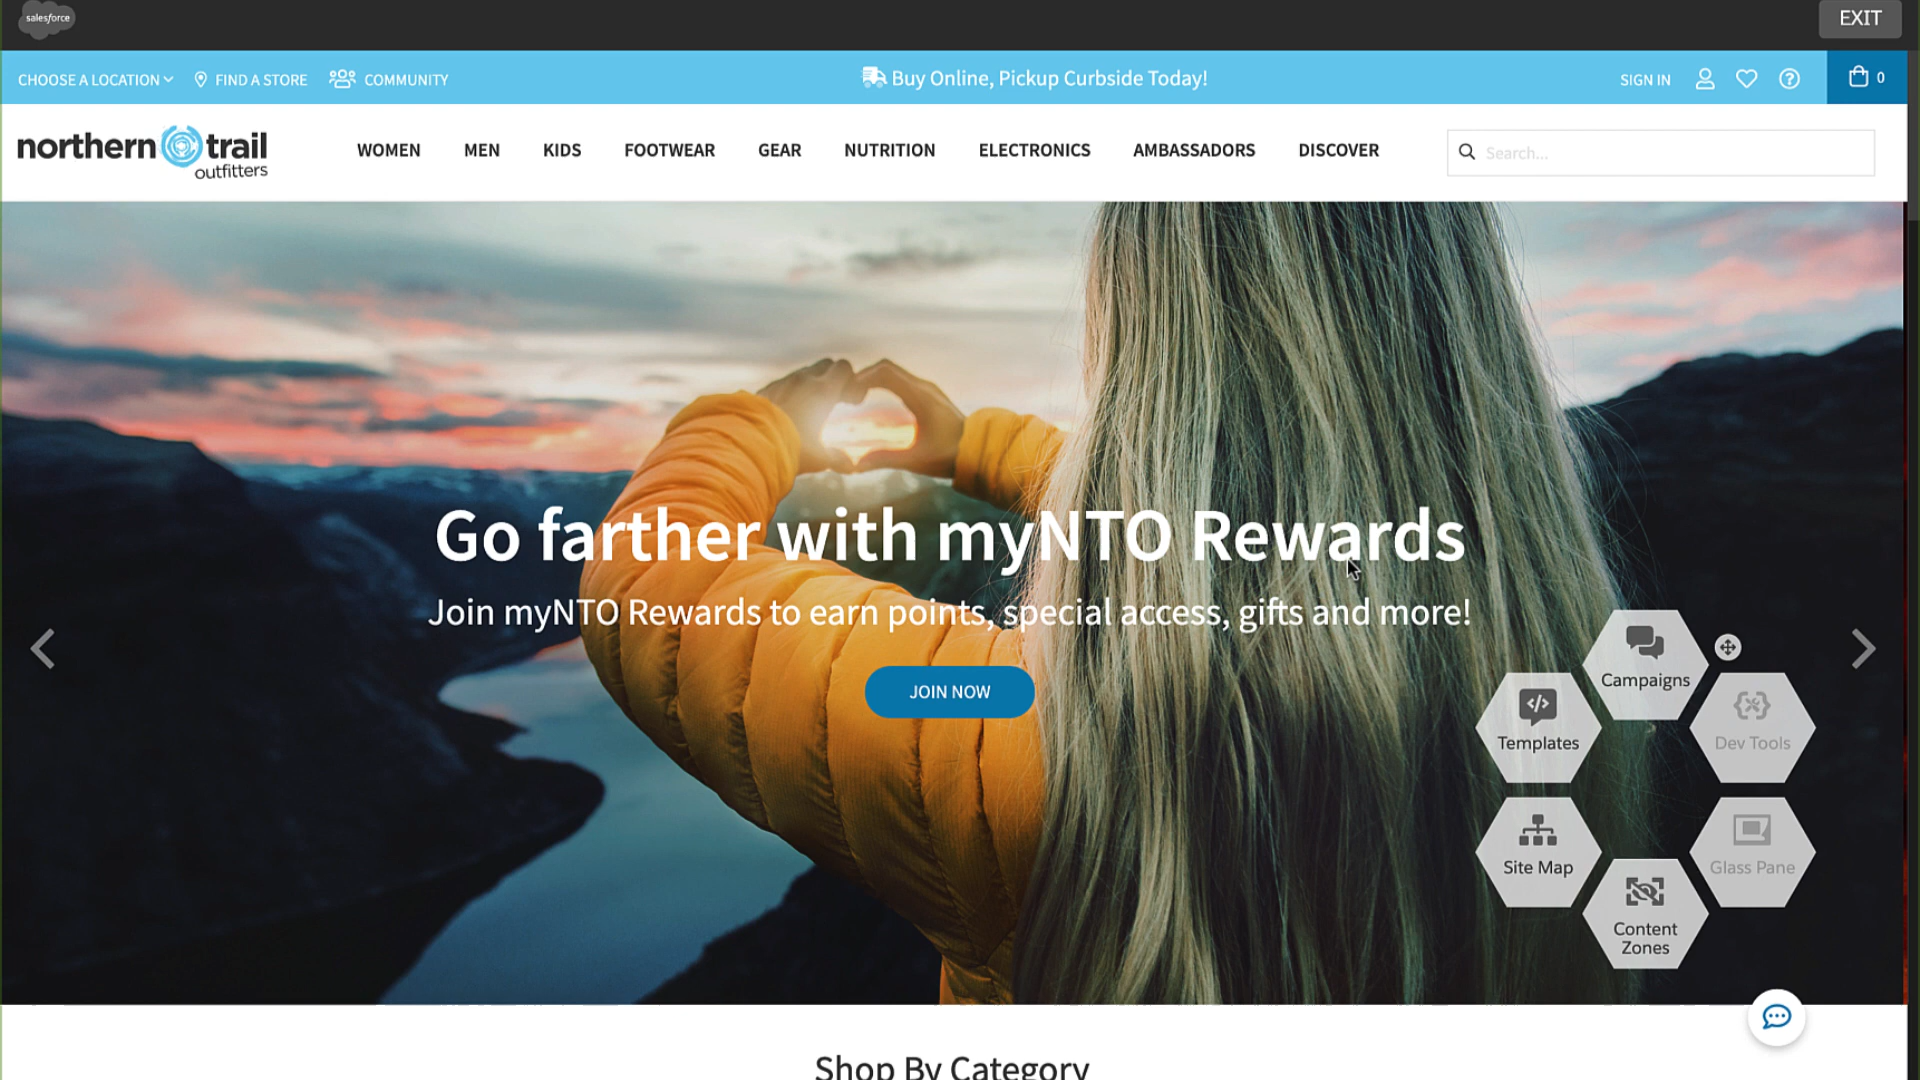 salesforce
EXIT
CHOOSE A LOCATION FIND A STORE COMMUNITY Buy Online, Pickup Curbside Today! SIGN IN 0
northern trail outfitters
WOMEN MEN KIDS FOOTWEAR GEAR NUTRITION ELECTRONICS AMBASSADORS DISCOVER Search...
Go farther with myNTO Rewards
Join myNTO Rewards to earn points, special access, gifts and more!
JOIN NOW
Campaigns
Templates Dev Tools
Site Map Glass Pane
Content
Zones
Shop By Category